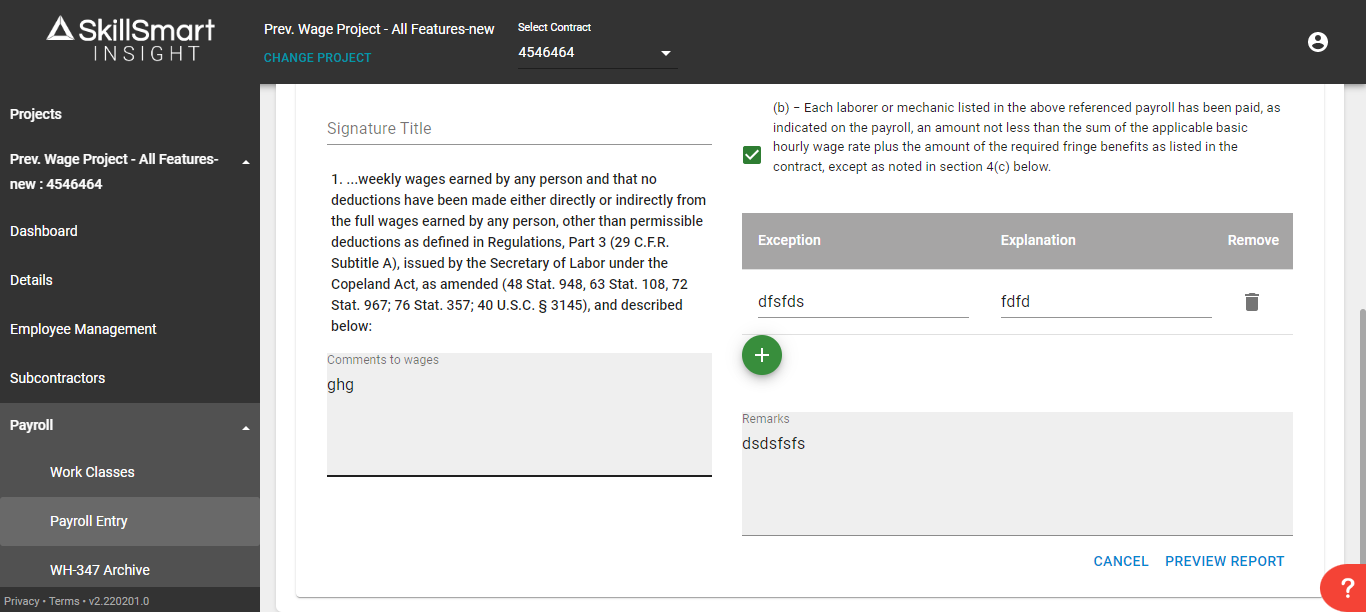 SkillSmart
INSIGHT
Prev. Wage Project - All Features-new
CHANGE PROJECT
Select Contract
4546464
Projects
Prev. Wage Project - All Features-
new : 4546464
Dashboard
Details
Employee Management
Subcontractors
Payroll
Work Classes
Payroll Entry
WH-347 Archive
Privacy • Terms • v2.220201.0
Signature Title
1. ...weekly wages earned by any person and that no
deductions have been made either directly or indirectly from
the full wages earned by any person, other than permissible
deductions as defined in Regulations, Part 3 (29 C.F.R.
Subtitle A), issued by the Secretary of Labor under the
Copeland Act, as amended (48 Stat. 948, 63 Stat. 108, 72
Stat. 967; 76 Stat. 357; 40 U.S.C. § 3145), and described
below:
Comments to wages
ghg
(b) – Each laborer or mechanic listed in the above referenced payroll has been paid, as
indicated on the payroll, an amount not less than the sum of the applicable basic
hourly wage rate plus the amount of the required fringe benefits as listed in the
contract, except as noted in section 4(c) below.
Exception Explanation Remove
dfsfds fdfd
+
Remarks
dsdsfsfs
CANCEL PREVIEW REPORT
?